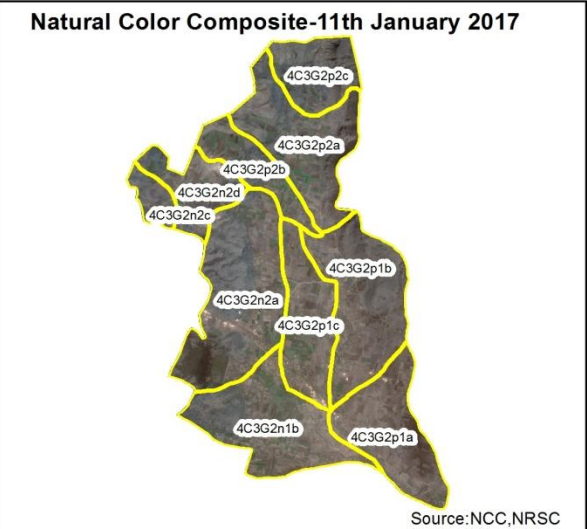 Natural Color Composite-11th January 2017
4C3G2p2c
4C3G2p2a
4C3G2p2b
4C3G2n2d
4C3G2n2c
4C3G2p1b
4C3G2n2a
4C3G2p1c
4C3G2n1b
4C3G2p1a
Source:NCC,NRSC